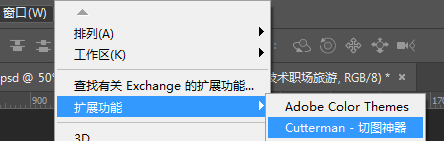 窗口(W)
排列(A)
工作区(K)
psd @ 50%
查找有关 Exchange 的扩展功能...
技术职场旅游, RGB/8) *
扩展功能
Adobe Color Themes
900
170
Cutterman - 切图神器
3D